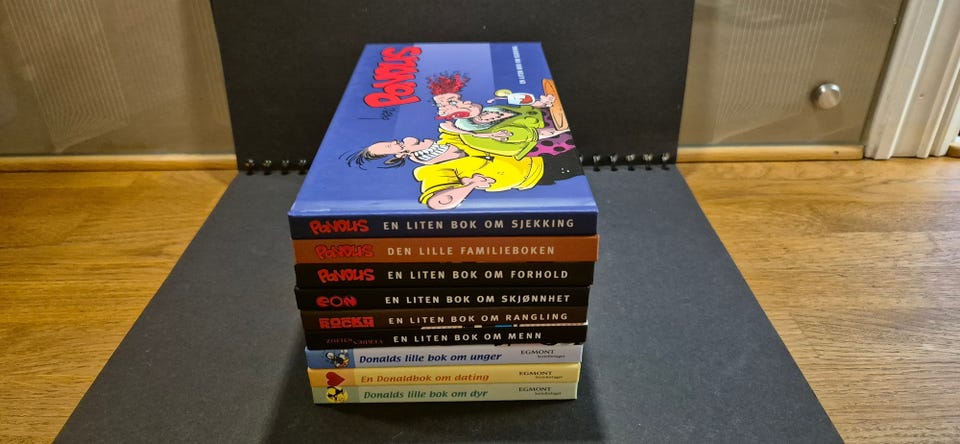 PONDUS
EN LITEN BOK OM SJEKKING
PONDUS EN LITEN BOK OM SJEKKING
PONDUS DEN LILLE FAMILIEBOKEN
PONDUS EN LITEN BOK OM FORHOLD
EON EN LITEN BOK OM SKJØNNHET
ROCKY EN LITEN BOK OM RANGLING
EN LITEN BOK OM MENN
Donalds lille bok om unger EGMONT
En Donaldbok om dating EGMONT
Donalds lille bok om dyr EGMONT